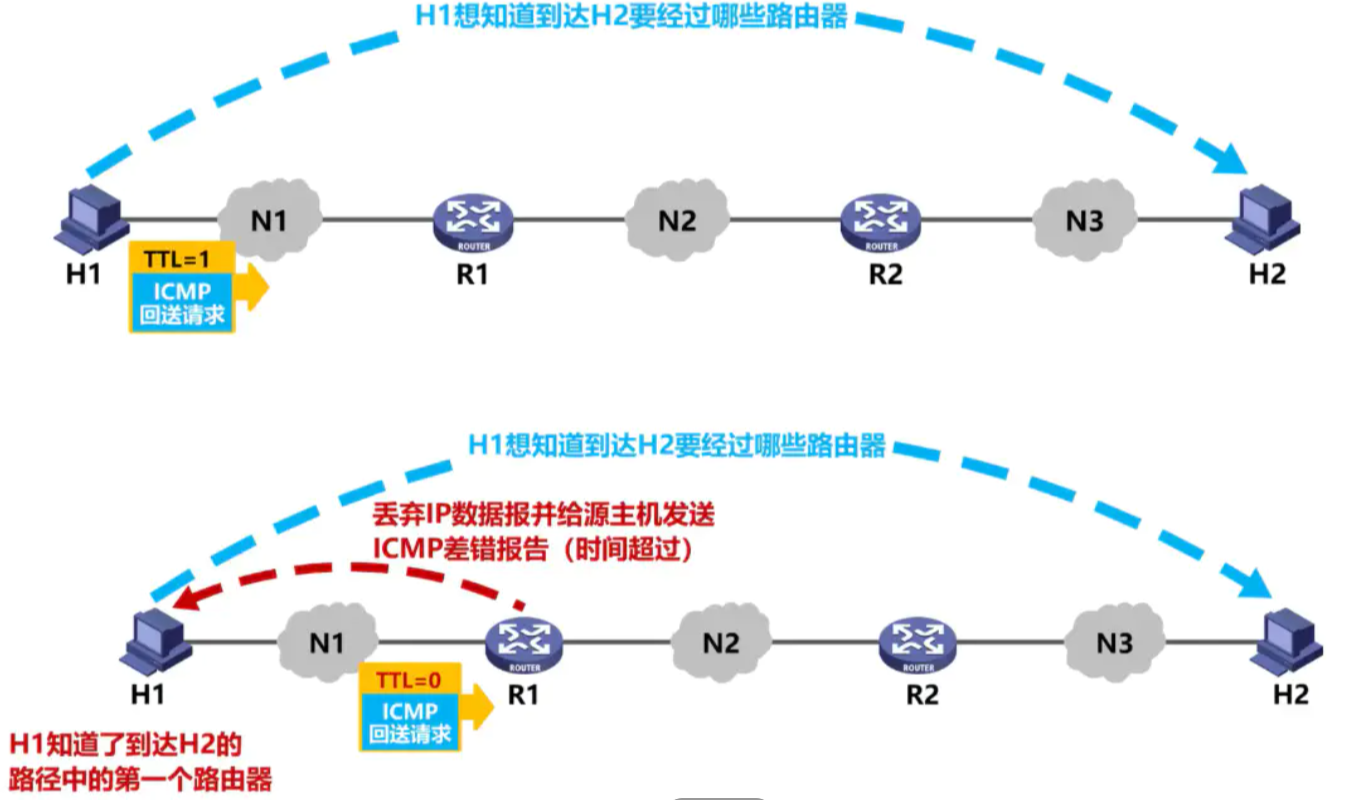 H1想知道到达H2要经过哪些路由器
N1
N2
N3
ROUTER
ROUTER
H1
R1
R2
H2
TTL=1
ICMP
回送请求
H1想知道到达H2要经过哪些路由器
丢弃IP数据报并给源主机发送
ICMP差错报告（时间超过）
N1
N2
N3
ROUTER
ROUTER
H1
R1
R2
H2
TTL=0
ICMP
回送请求
H1知道了到达H2的
路径中的第一个路由器